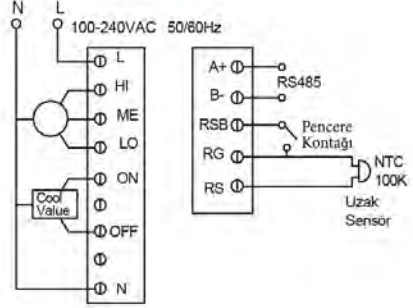 N L
100-240VAC 50/60Hz
L
HI
ME
LO
ON
Cool
Value
OFF
N
A+
B-
RS485
RSB
Pencere
Kontağı
RG
RS
NTC
100K
Uzak
Sensör